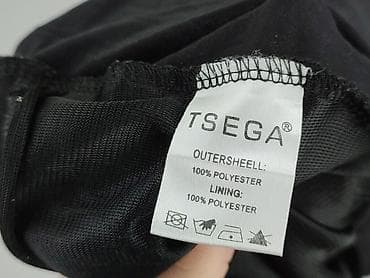 TSEGA®
OUTERSHEELL:
100% POLYESTER
LINING:
100% POLYESTER